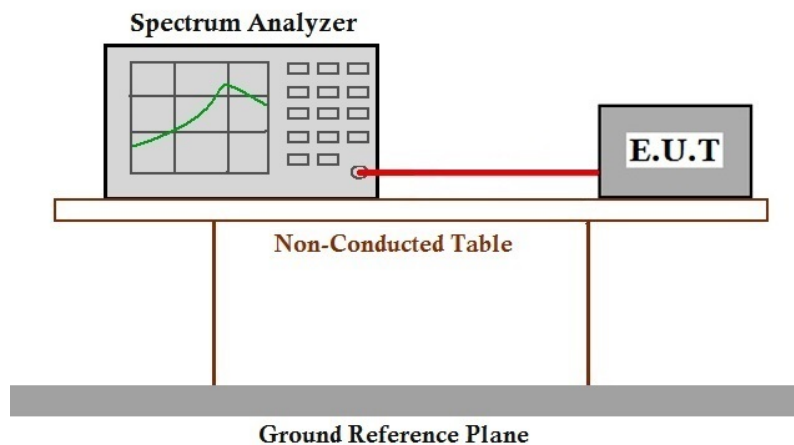 Spectrum Analyzer
E.U.T
Non-Conducted Table
Ground Reference Plane